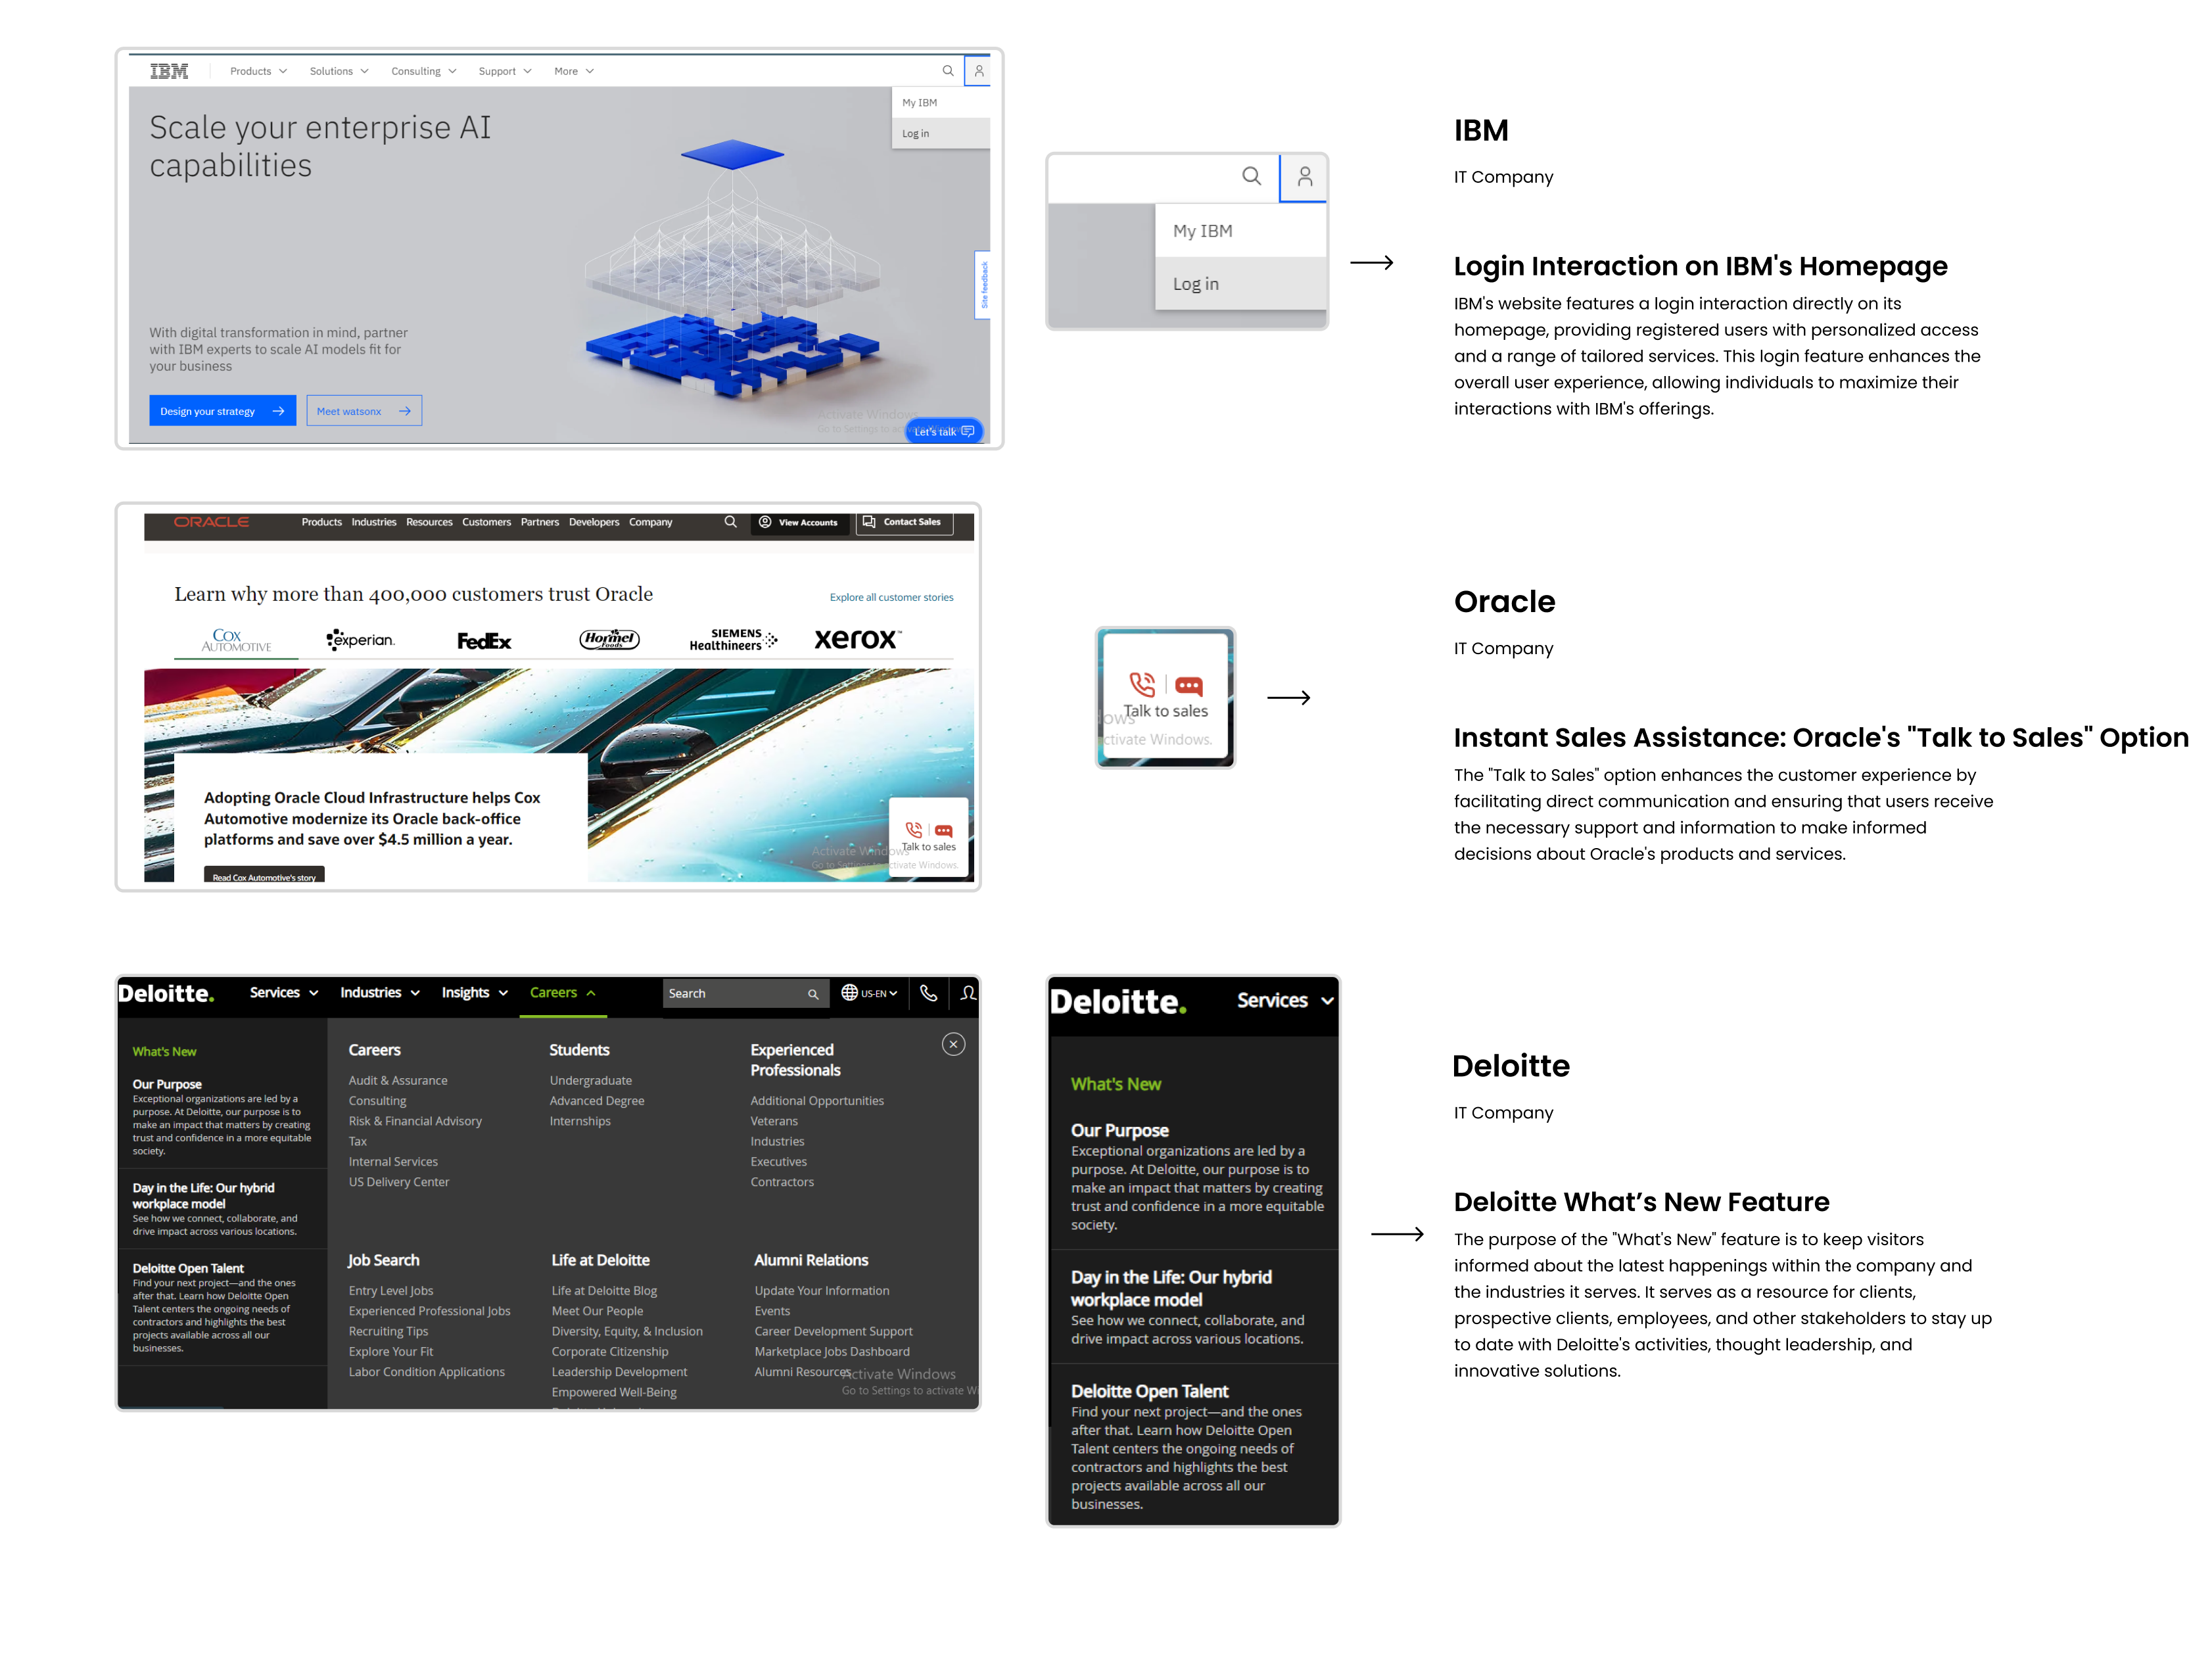 IBM
Products
Solutions
Consulting
Support
More
My IBM
Log in
Scale your enterprise AI
capabilities
With digital transformation in mind, partner
with IBM experts to scale AI models fit for
your business
Design your strategy
Meet watsonx
Site feedback
Activate Windows
Go to Settings to
Let's talk
My IBM
Log in
IBM
IT Company
Login Interaction on IBM's Homepage
IBM's website features a login interaction directly on its
homepage, providing registered users with personalized access
and a range of tailored services. This login feature enhances the
overall user experience, allowing individuals to maximize their
interactions with IBM's offerings.
ORACLE
Products Industries Resources Customers Partners Developers Company
View Accounts
Contact Sales
Learn why more than 400,000 customers trust Oracle
Explore all customer stories
COX AUTOMOTIVE
experian.
FedEx
Hormel Foods
SIEMENS Healthineers
xerox™
Adopting Oracle Cloud Infrastructure helps Cox
Automotive modernize its Oracle back-office
platforms and save over $4.5 million a year.
Read Cox Automotive's story
Talk to sales
Activate Windows
Go to Settings to activate Windows.
Talk to sales
ows
ctivate Windows.
Oracle
IT Company
Instant Sales Assistance: Oracle's "Talk to Sales" Option
The "Talk to Sales" option enhances the customer experience by
facilitating direct communication and ensuring that users receive
the necessary support and information to make informed
decisions about Oracle's products and services.
Deloitte.
Services
Industries
Insights
Careers
Search
US-EN
What's New
Our Purpose
Exceptional organizations are led by a
purpose. At Deloitte, our purpose is to
make an impact that matters by creating
trust and confidence in a more equitable
society.
Day in the Life: Our hybrid
workplace model
See how we connect, collaborate, and
drive impact across various locations.
Deloitte Open Talent
Find your next project—and the ones
after that. Learn how Deloitte Open
Talent centers the ongoing needs of
contractors and highlights the best
projects available across all our
businesses.
Careers
Audit & Assurance
Consulting
Risk & Financial Advisory
Tax
Internal Services
US Delivery Center
Students
Undergraduate
Advanced Degree
Internships
Experienced
Professionals
Additional Opportunities
Veterans
Industries
Executives
Contractors
Job Search
Entry Level Jobs
Experienced Professional Jobs
Recruiting Tips
Explore Your Fit
Labor Condition Applications
Life at Deloitte
Life at Deloitte Blog
Meet Our People
Diversity, Equity, & Inclusion
Corporate Citizenship
Leadership Development
Empowered Well-Being
Alumni Relations
Update Your Information
Events
Career Development Support
Marketplace Jobs Dashboard
Alumni Resources
Activate Windows
Go to Settings to activate Wi
Deloitte.
Services
What's New
Our Purpose
Exceptional organizations are led by a
purpose. At Deloitte, our purpose is to
make an impact that matters by creating
trust and confidence in a more equitable
society.
Day in the Life: Our hybrid
workplace model
See how we connect, collaborate, and
drive impact across various locations.
Deloitte Open Talent
Find your next project—and the ones
after that. Learn how Deloitte Open
Talent centers the ongoing needs of
contractors and highlights the best
projects available across all our
businesses.
Deloitte
IT Company
Deloitte What’s New Feature
The purpose of the "What's New" feature is to keep visitors
informed about the latest happenings within the company and
the industries it serves. It serves as a resource for clients,
prospective clients, employees, and other stakeholders to stay up
to date with Deloitte's activities, thought leadership, and
innovative solutions.